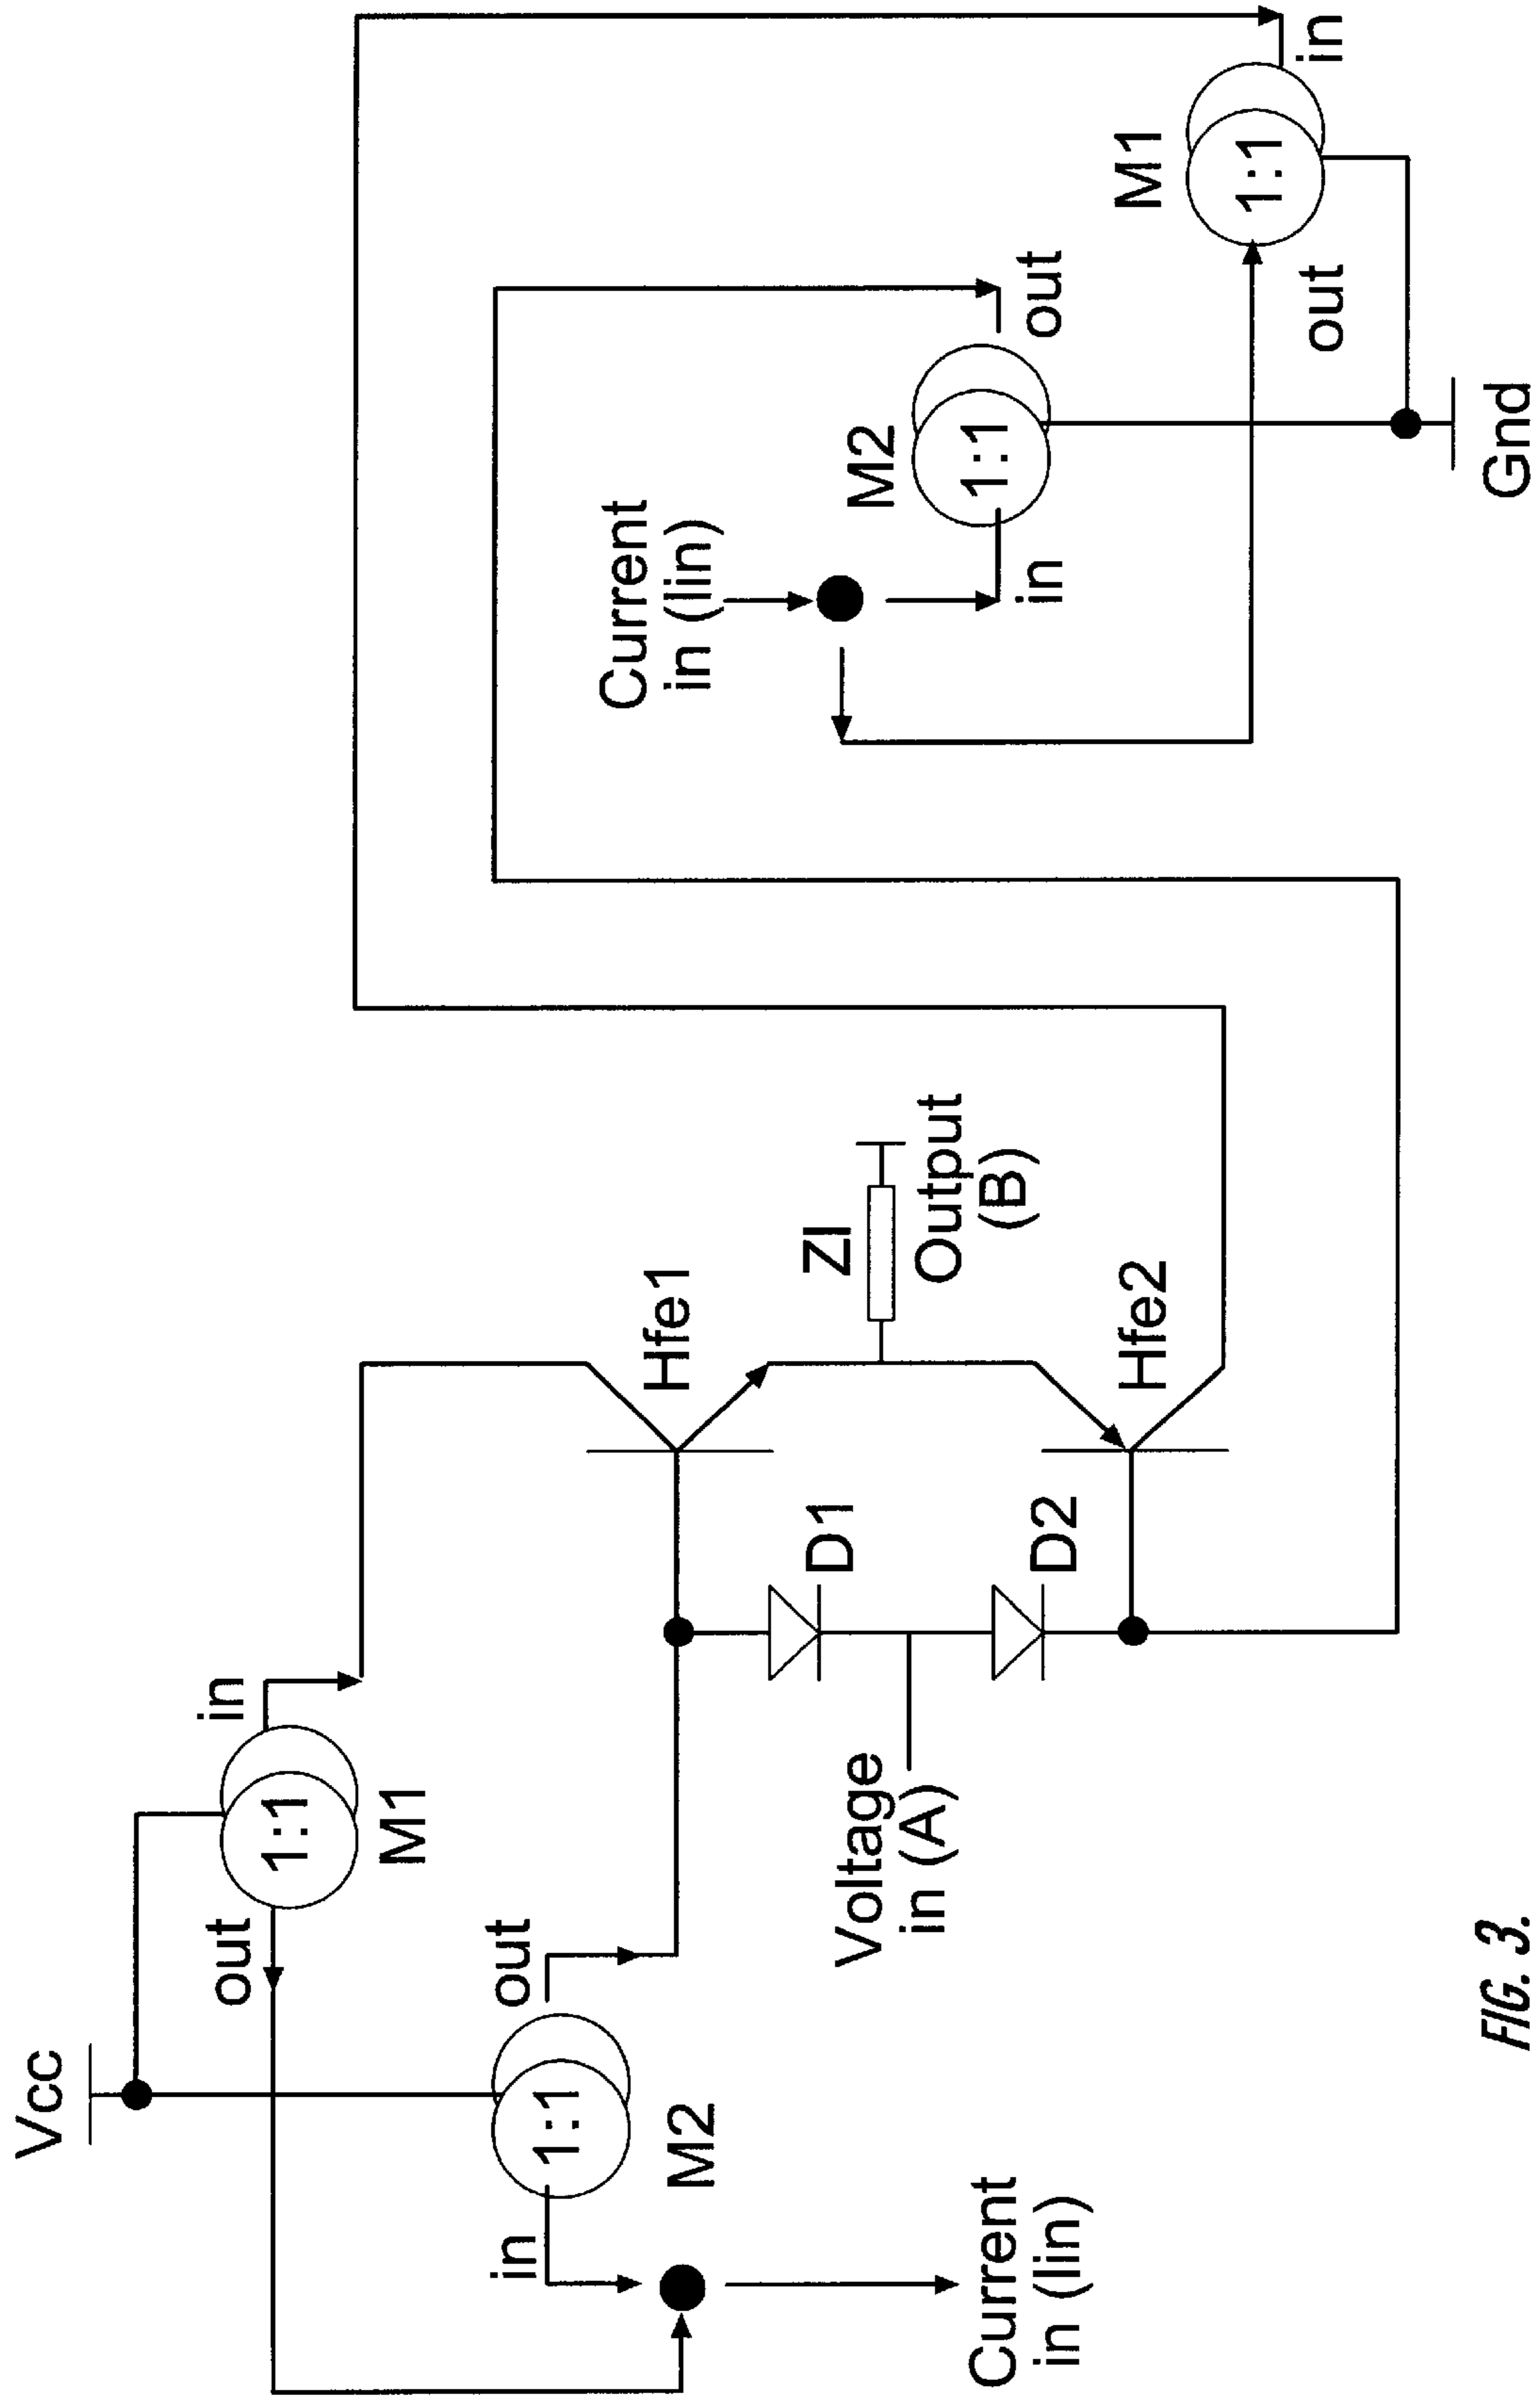 Vcc
out
in
1:1
M1
in
out
1:1
M2
Current
in (Iin)
Hfe1
Zl
D1
Voltage
in (A)
Output
(B)
Current
in (Iin)
M2
1:1
in
out
D2
Hfe2
M1
1:1
out
in
Gnd
FIG. 3.